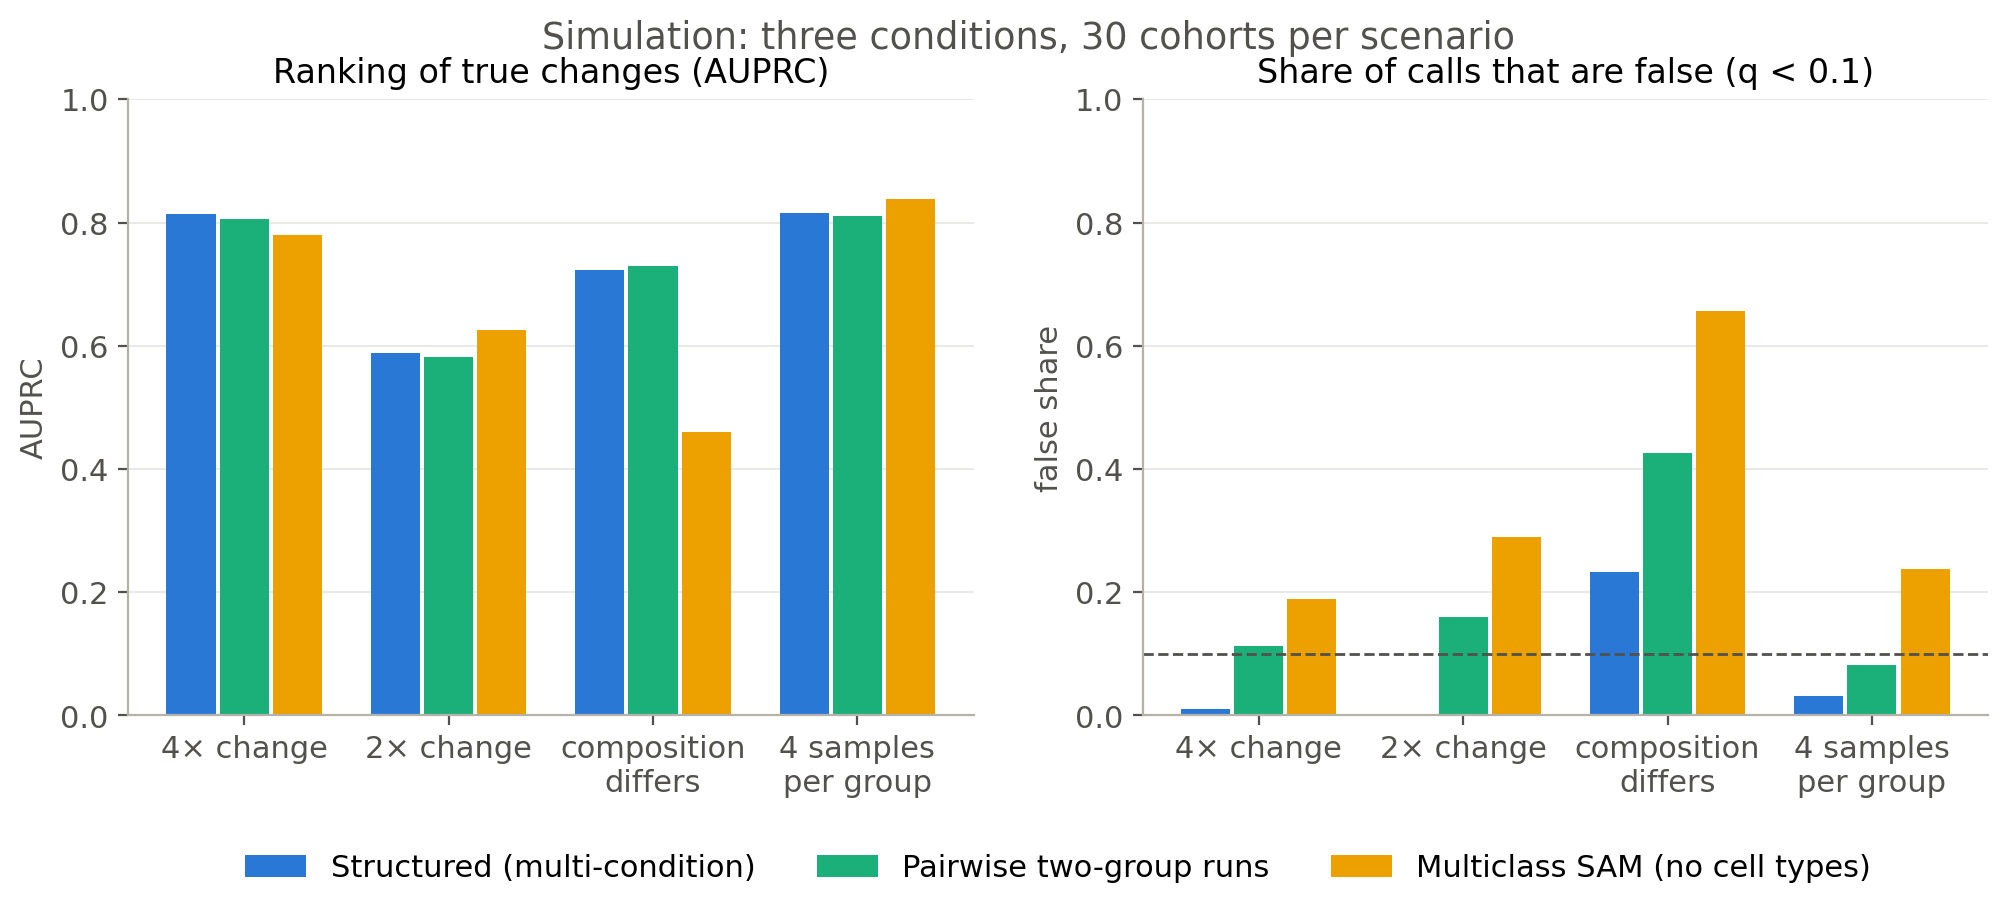 Simulation: three conditions, 30 cohorts per scenario
Ranking of true changes (AUPRC)
1.0
0.8
0.6
0.4
0.2
0.0
AUPRC
4× change
2× change
composition
differs
4 samples
per group
Share of calls that are false (q < 0.1)
1.0
0.8
0.6
0.4
0.2
0.0
false share
4× change
2× change
composition
differs
4 samples
per group
Structured (multi-condition)
Pairwise two-group runs
Multiclass SAM (no cell types)